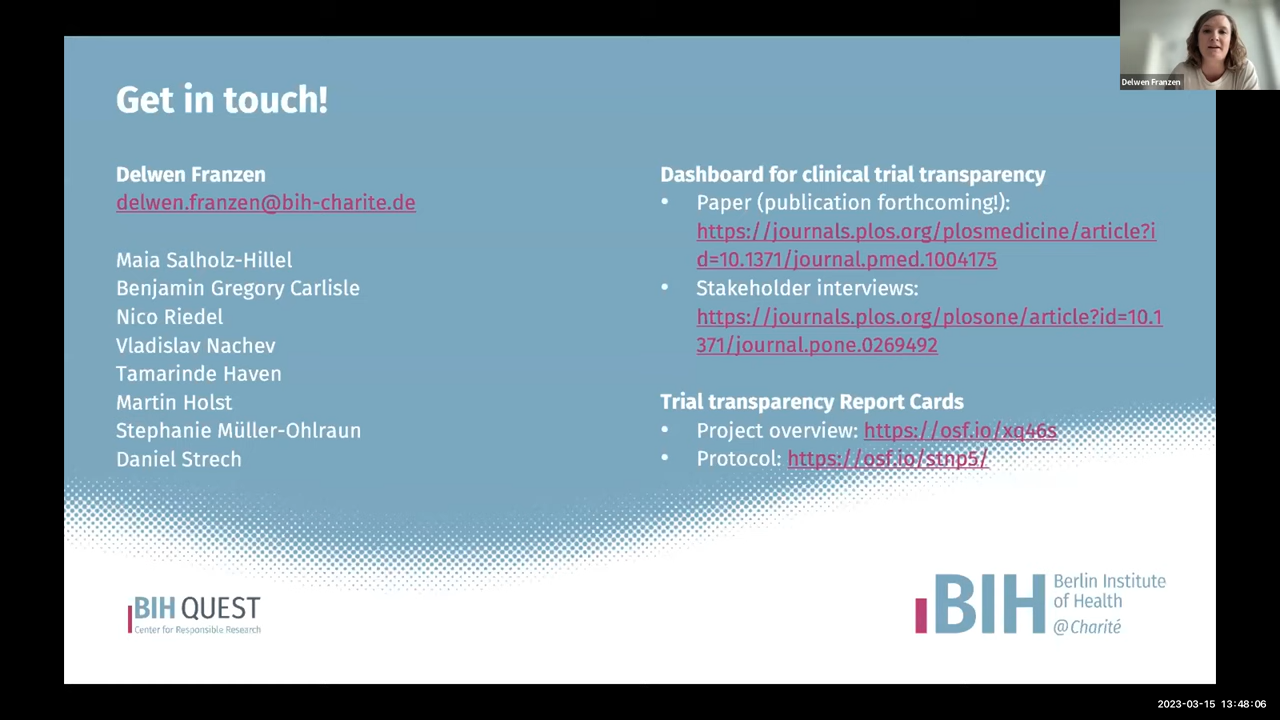 Get in touch!
Delwen Franzen
delwen.franzen@bih-charite.de
Maia Salholz-Hillel
Benjamin Gregory Carlisle
Nico Riedel
Vladislav Nachev
Tamarinde Haven
Martin Holst
Stephanie Müller-Ohlraun
Daniel Strech
Dashboard for clinical trial transparency
• Paper (publication forthcoming!):
https://journals.plos.org/plosmedicine/article?i
d=10.1371/journal.pmed.1004175
• Stakeholder interviews:
https://journals.plos.org/plosone/article?id=10.1
371/journal.pone.0269492
Trial transparency Report Cards
• Project overview: https://osf.io/xq46s
• Protocol: https://osf.io/stnp5/
BIH QUEST
Center for Responsible Research
BIH
Berlin Institute
of Health
@Charité
Delwen Franzen
2023-03-15 13:48:06